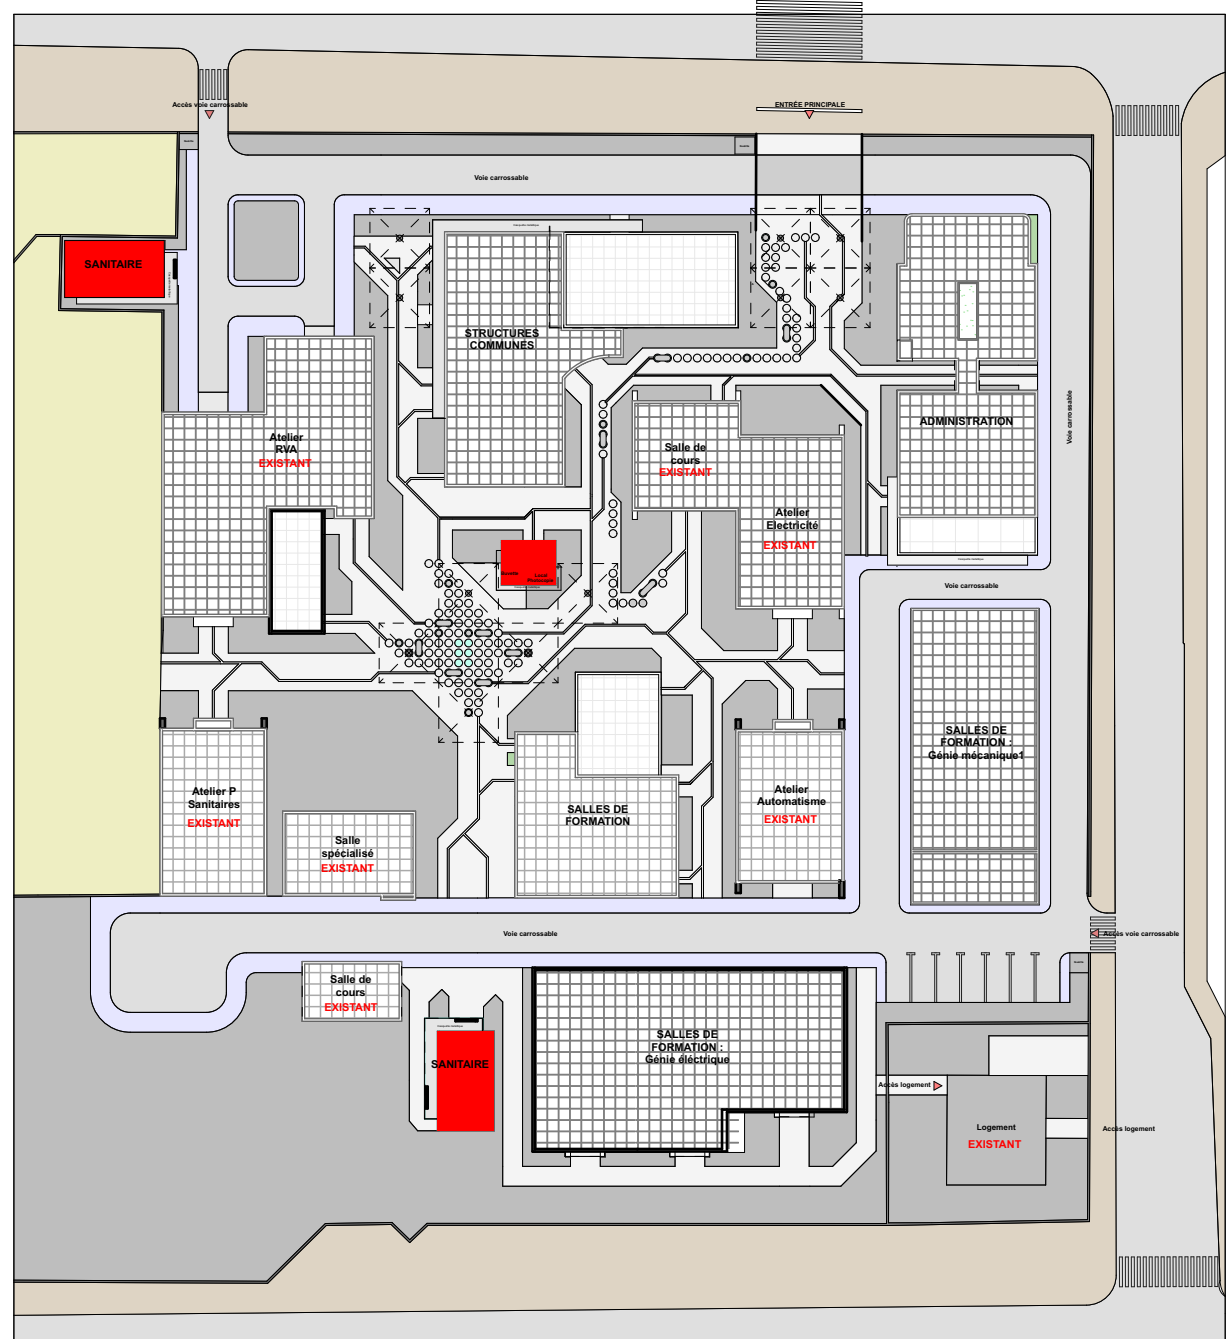 Accès voie carrossable
ENTRÉE PRINCIPALE
Voie carrossable
SANITAIRE
STRUCTURES
COMMUNES
Voie carrossable
ADMINISTRATION
Atelier
RVA
EXISTANT
Salle de
cours
EXISTANT
Atelier
Electricité
EXISTANT
Voie carrossable
SALLES DE
FORMATION :
Génie mécanique1
Atelier P
Sanitaires
EXISTANT
Salle
spécialisé
EXISTANT
SALLES DE
FORMATION
Atelier
Automatisme
EXISTANT
Voie carrossable
Accès voie carrossable
Salle de
cours
EXISTANT
SANITAIRE
SALLES DE
FORMATION :
Génie éléctrique
Accès logement
Logement
EXISTANT
Accès logement